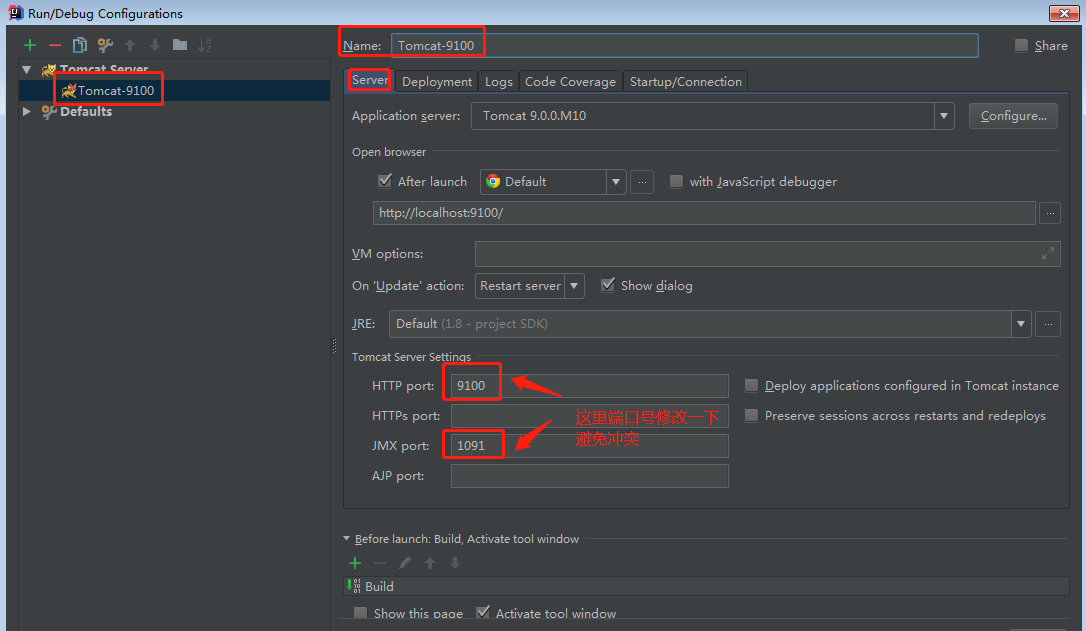 Run/Debug Configurations
Name: Tomcat-9100
Share
Tomcat Server
Tomcat-9100
Defaults
Server Deployment Logs Code Coverage Startup/Connection
Application server: Tomcat 9.0.0.M10 Configure...
Open browser
After launch Default ... with JavaScript debugger
http://localhost:9100/ ...
VM options:
On 'Update' action: Restart server Show dialog
JRE: Default (1.8 - project SDK) ...
Tomcat Server Settings
HTTP port: 9100 Deploy applications configured in Tomcat instance
HTTPs port: Preserve sessions across restarts and redeploys
这里端口号修改一下
避免冲突
JMX port: 1091
AJP port:
Before launch: Build, Activate tool window
Build
Show this page Activate tool window